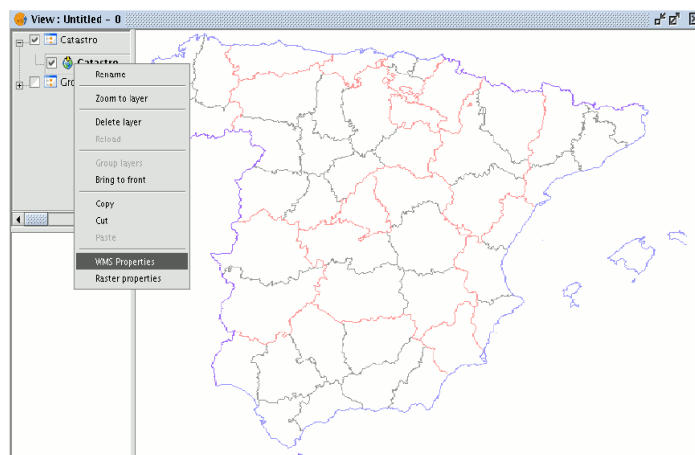 View : Untitled - 0
Catastro
Catastro
Gro
Rename
Zoom to layer
Delete layer
Reload
Group layers
Bring to front
Copy
Cut
Paste
WMS Properties
Raster properties